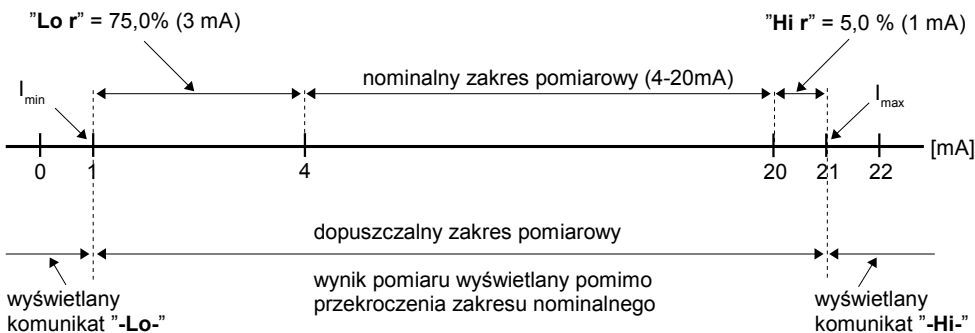 "Lo r" = 75,0% (3 mA)
"Hi r" = 5,0 % (1 mA)
nominalny zakres pomiarowy (4-20mA)
Imin
Imax
[mA]
0 1 4 20 21 22
dopuszczalny zakres pomiarowy
wynik pomiaru wyświetlany pomimo
przekroczenia zakresu nominalnego
wyświetlany
komunikat "-Lo-"
wyświetlany
komunikat "-Hi-"